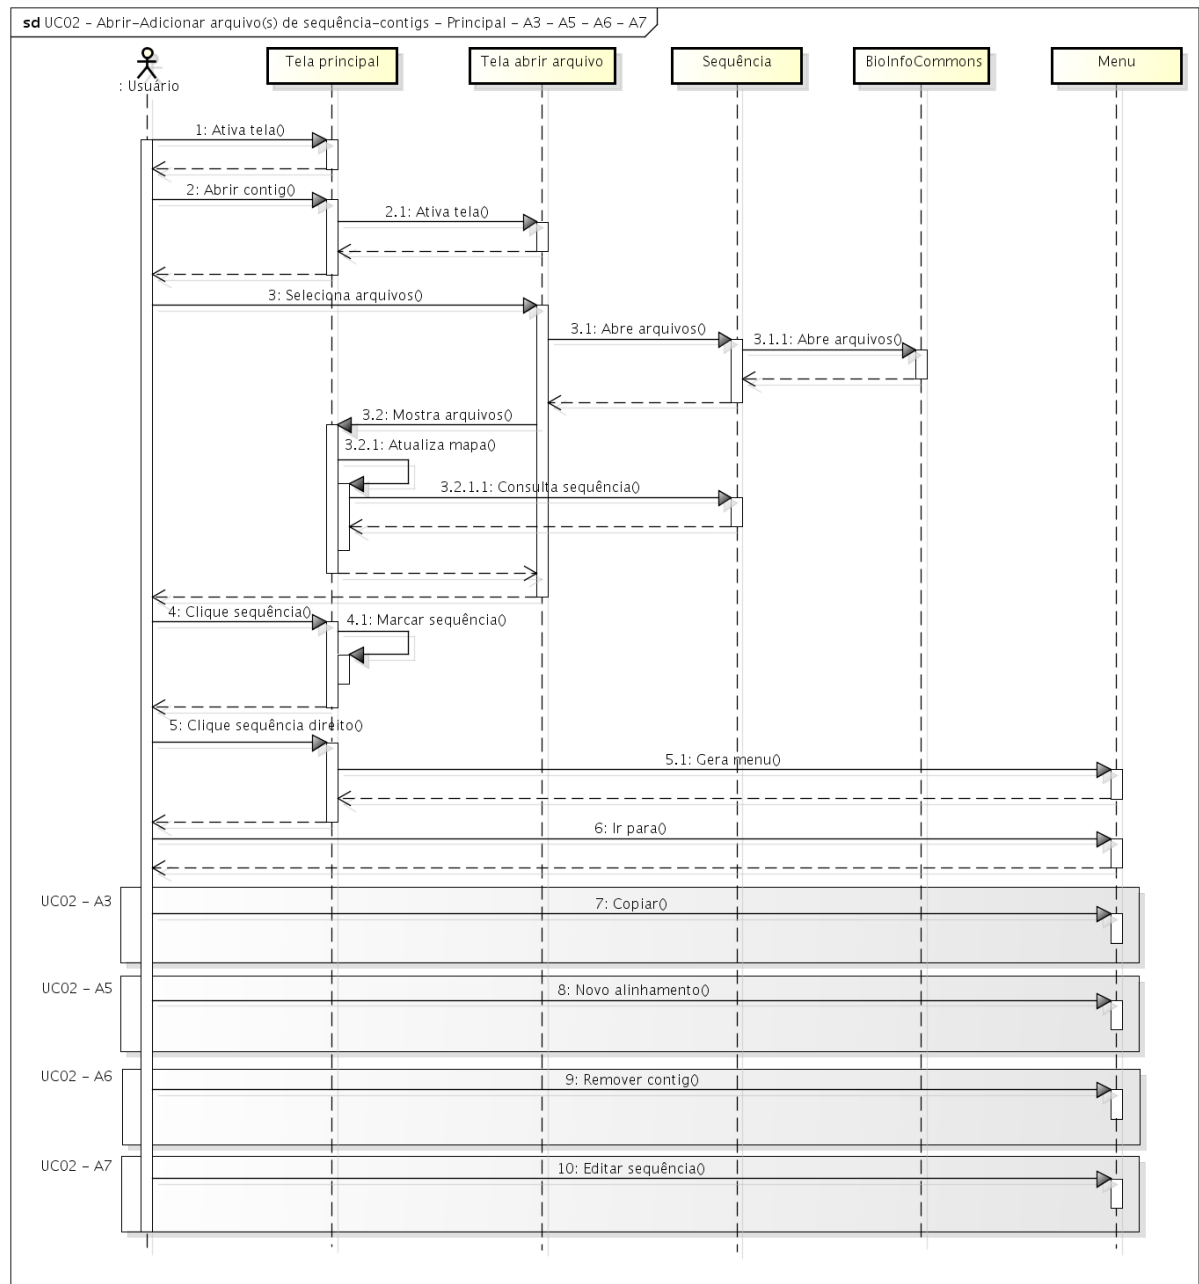 sd UC02 - Abrir-Adicionar arquivo(s) de sequência-contigs - Principal - A3 - A5 - A6 - A7
: Usuário
Tela principal
Tela abrir arquivo
Sequência
BioInfoCommons
Menu
1: Ativa tela()
2: Abrir contig()
2.1: Ativa tela()
3: Seleciona arquivos()
3.1: Abre arquivos()
3.1.1: Abre arquivos()
3.2: Mostra arquivos()
3.2.1: Atualiza mapa()
3.2.1.1: Consulta sequência()
4: Clique sequência()
4.1: Marcar sequência()
5: Clique sequência direito()
5.1: Gera menu()
6: Ir para()
UC02 - A3
7: Copiar()
UC02 - A5
8: Novo alinhamento()
UC02 - A6
9: Remover contig()
UC02 - A7
10: Editar sequência()